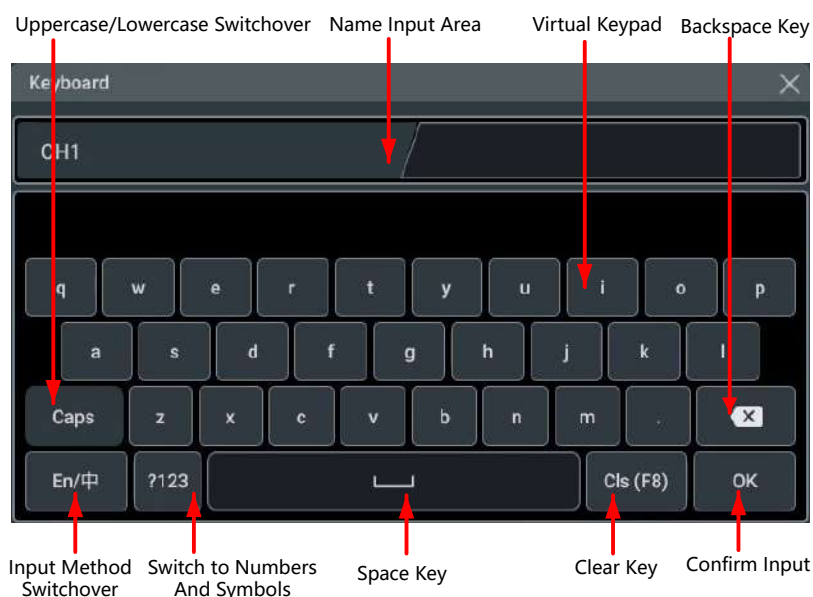 Uppercase/Lowercase Switchover Name Input Area Virtual Keypad Backspace Key
Keyboard
CH1
q w e r t y u i o p
a s d f g h j k l
Caps z x c v b n m .
En/中 ?123 Cls (F8) OK
Input Method Switchover
Switch to Numbers And Symbols
Space Key
Clear Key
Confirm Input